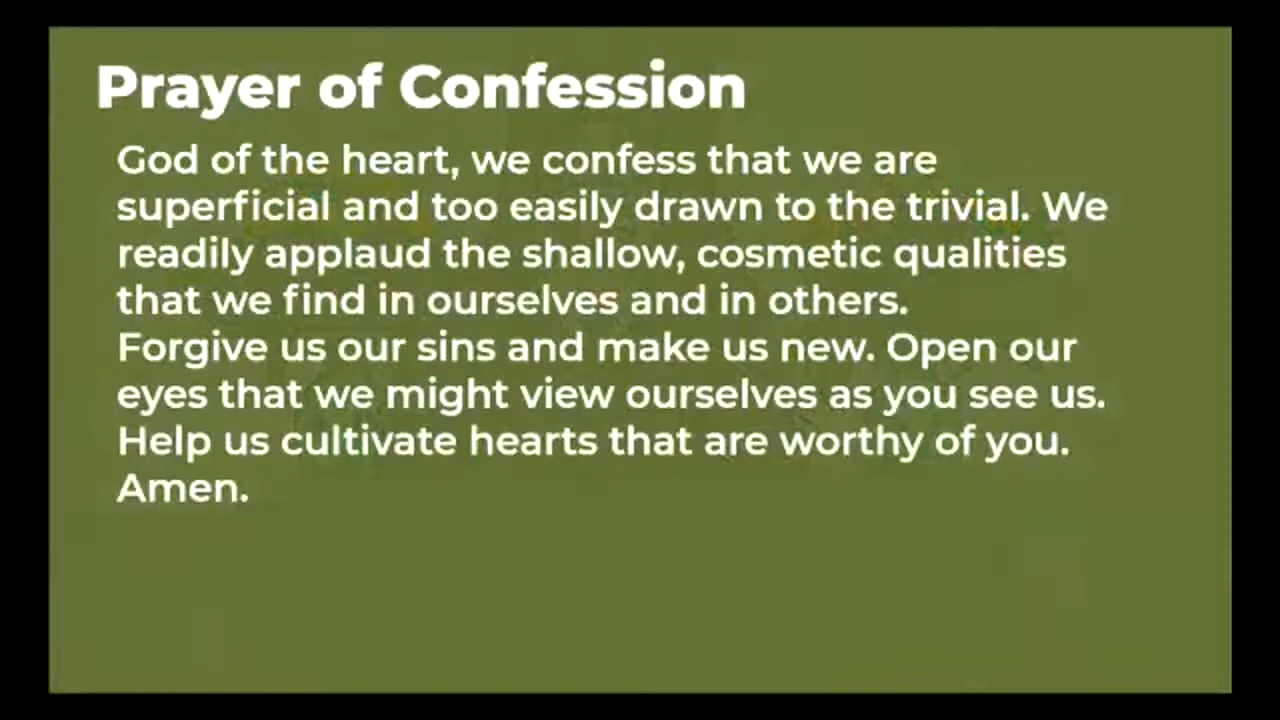 Prayer of Confession
God of the heart, we confess that we are
superficial and too easily drawn to the trivial. We
readily applaud the shallow, cosmetic qualities
that we find in ourselves and in others.
Forgive us our sins and make us new. Open our
eyes that we might view ourselves as you see us.
Help us cultivate hearts that are worthy of you.
Amen.